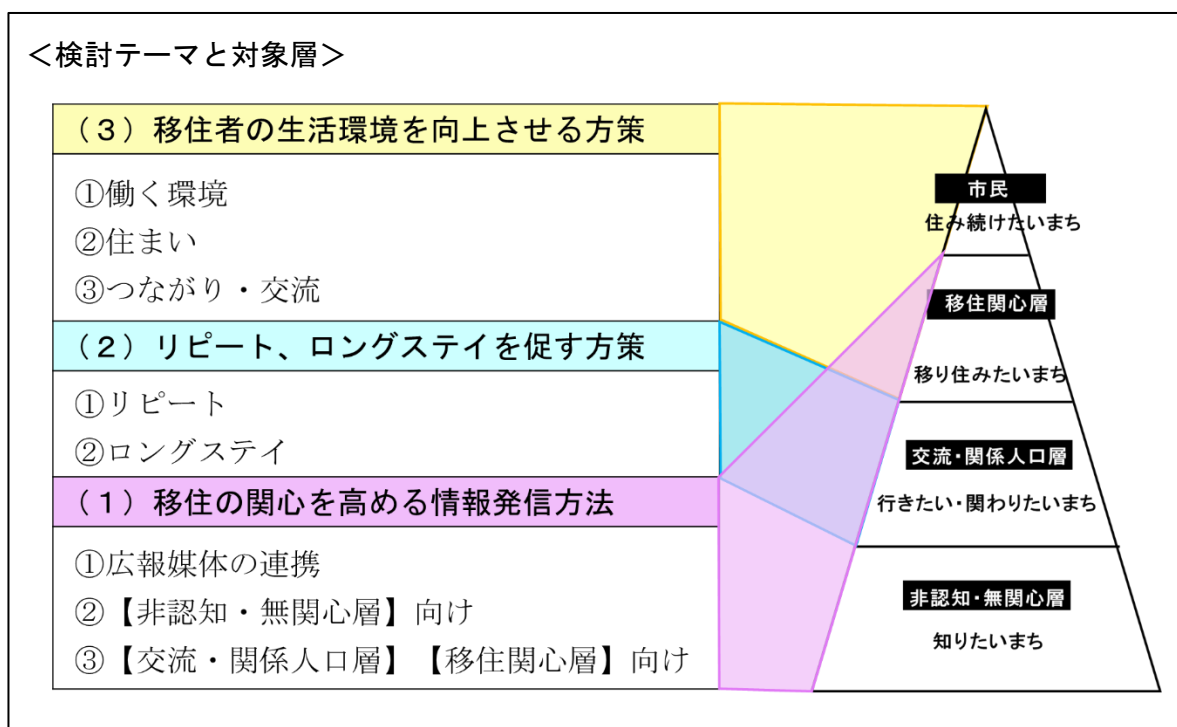 ＜検討テーマと対象層＞
（３）移住者の生活環境を向上させる方策
①働く環境
②住まい
③つながり・交流
（２）リピート、ロングステイを促す方策
①リピート
②ロングステイ
（１）移住の関心を高める情報発信方法
①広報媒体の連携
②【非認知・無関心層】向け
③【交流・関係人口層】【移住関心層】向け
市民
住み続けたいまち
移住関心層
移り住みたいまち
交流・関係人口層
行きたい・関わりたいまち
非認知・無関心層
知りたいまち